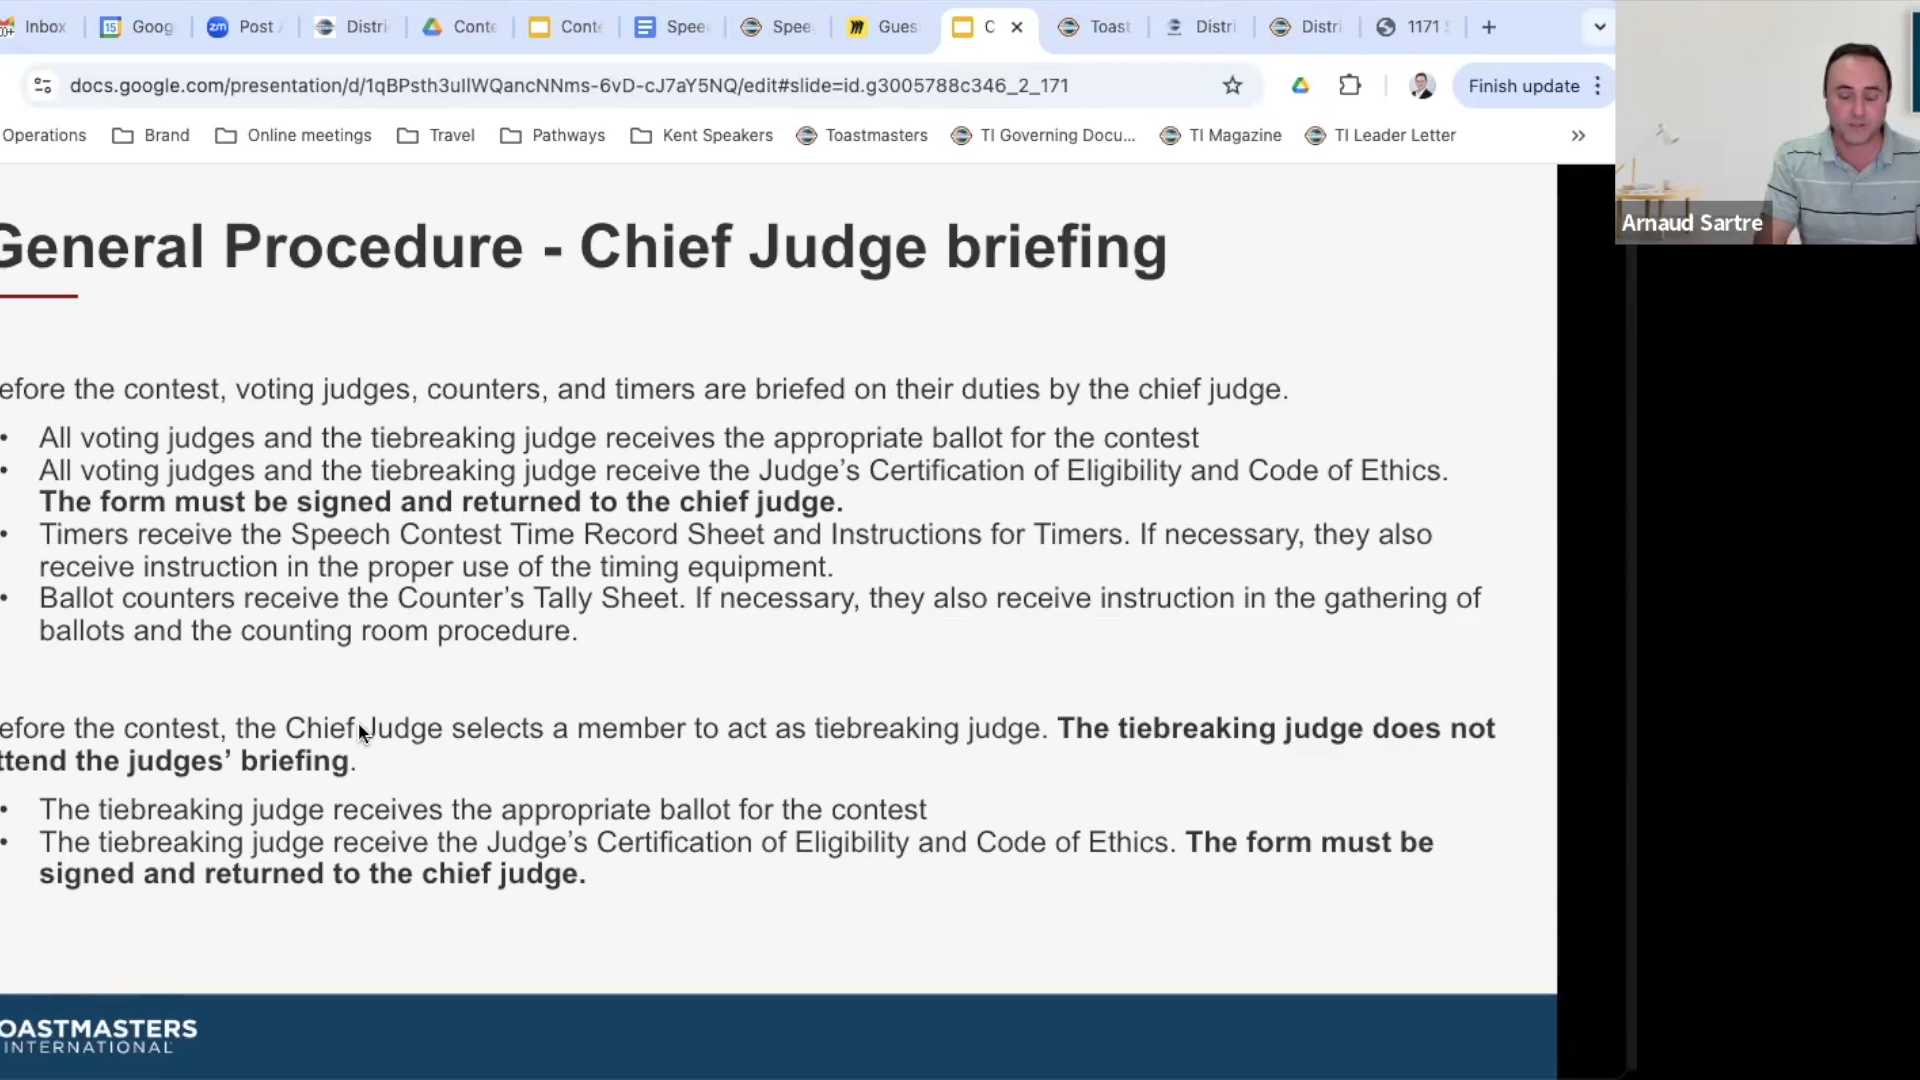 Inbox
15 Goog
zm Post
Distri
Conte
Conte
Spee
Spee
Gues
C
Toast
Distri
Distri
1171
docs.google.com/presentation/d/1qBPsth3uIlWQancNNms-6vD-cJ7aY5NQ/edit#slide=id.g3005788c346_2_171
Finish update
Operations
Brand
Online meetings
Travel
Pathways
Kent Speakers
Toastmasters
TI Governing Docu...
TI Magazine
TI Leader Letter
Arnaud Sartre
General Procedure - Chief Judge briefing
efore the contest, voting judges, counters, and timers are briefed on their duties by the chief judge.
• All voting judges and the tiebreaking judge receives the appropriate ballot for the contest
• All voting judges and the tiebreaking judge receive the Judge’s Certification of Eligibility and Code of Ethics.
The form must be signed and returned to the chief judge.
• Timers receive the Speech Contest Time Record Sheet and Instructions for Timers. If necessary, they also
receive instruction in the proper use of the timing equipment.
• Ballot counters receive the Counter’s Tally Sheet. If necessary, they also receive instruction in the gathering of
ballots and the counting room procedure.
efore the contest, the Chief Judge selects a member to act as tiebreaking judge. The tiebreaking judge does not
ttend the judges’ briefing.
• The tiebreaking judge receives the appropriate ballot for the contest
• The tiebreaking judge receive the Judge’s Certification of Eligibility and Code of Ethics. The form must be
signed and returned to the chief judge.
OASTMASTERS
INTERNATIONAL